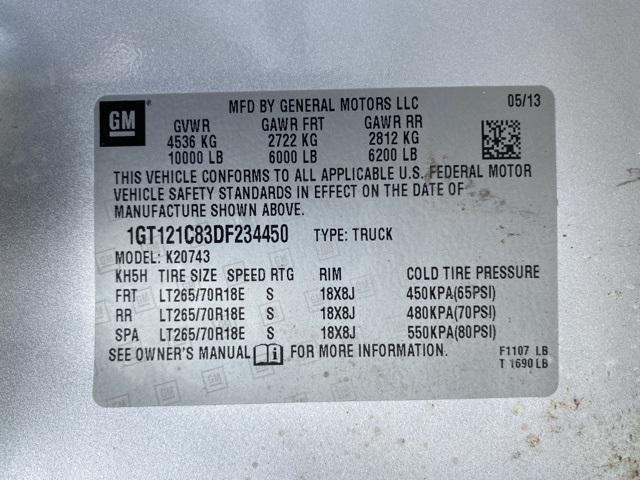 GM
MFD BY GENERAL MOTORS LLC 05/13
GVWR GAWR FRT GAWR RR
4536 KG 2722 KG 2812 KG
10000 LB 6000 LB 6200 LB
THIS VEHICLE CONFORMS TO ALL APPLICABLE U.S. FEDERAL MOTOR
VEHICLE SAFETY STANDARDS IN EFFECT ON THE DATE OF
MANUFACTURE SHOWN ABOVE.
1GT121C83DF234450 TYPE: TRUCK
MODEL: K20743
KH5H TIRE SIZE SPEED RTG RIM COLD TIRE PRESSURE
FRT LT265/70R18E S 18X8J 450KPA(65PSI)
RR LT265/70R18E S 18X8J 480KPA(70PSI)
SPA LT265/70R18E S 18X8J 550KPA(80PSI)
SEE OWNER'S MANUAL FOR MORE INFORMATION. F1107 LB
T 1690 LB